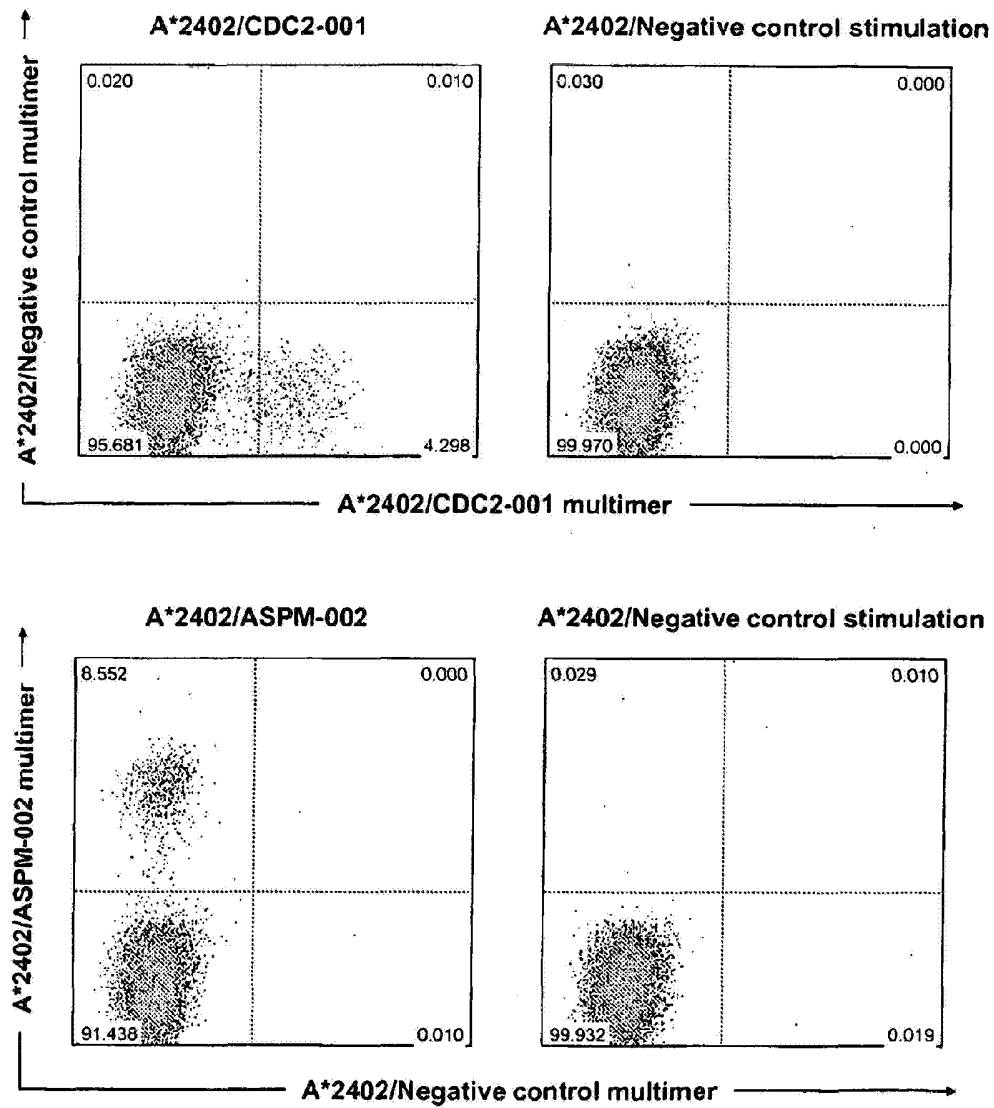 A*2402/CDC2-001
A*2402/Negative control stimulation
A*2402/Negative control multimer
0.020
0.010
95.681
4.298
0.030
0.000
99.970
0.000
A*2402/CDC2-001 multimer
A*2402/ASPM-002
A*2402/Negative control stimulation
A*2402/ASPM-002 multimer
8.552
0.000
91.438
0.010
0.029
0.010
99.932
0.019
A*2402/Negative control multimer